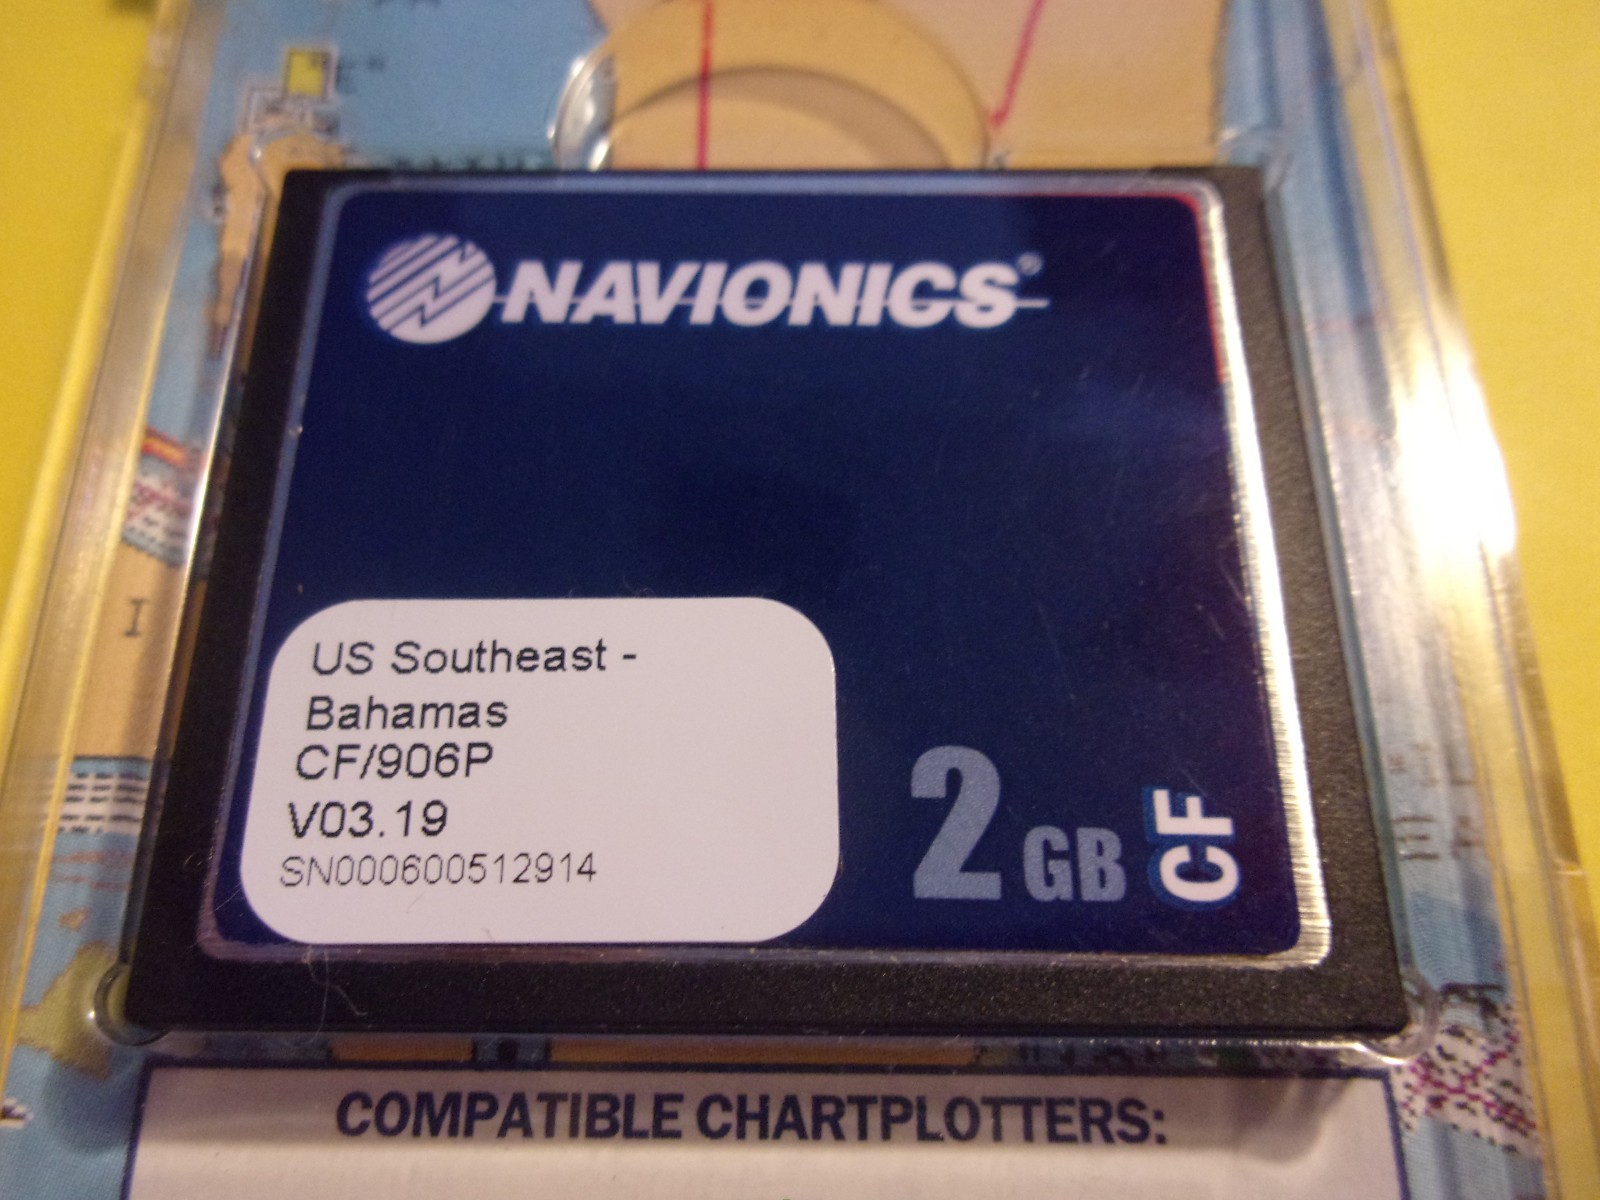 "E"
NAVIONICS®
US Southeast -
Bahamas
CF/906P
V03.19
SN000600512914
2 GB CF
I
COMPATIBLE CHARTPLOTTERS: